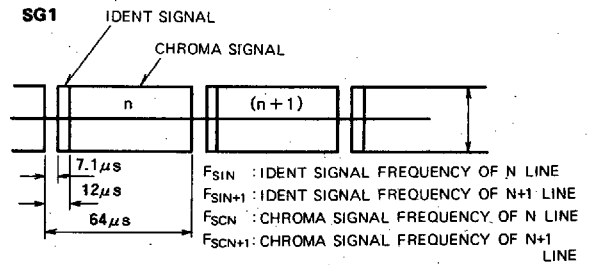 SG1
IDENT SIGNAL
CHROMA SIGNAL
n
(n+1)
7.1μs
12μs
64μs
FSIN : IDENT SIGNAL FREQUENCY OF N LINE
FSIN+1 : IDENT SIGNAL FREQUENCY OF N+1 LINE
FSCN : CHROMA SIGNAL FREQUENCY OF N LINE
FSCN+1 : CHROMA SIGNAL FREQUENCY OF N+1
LINE